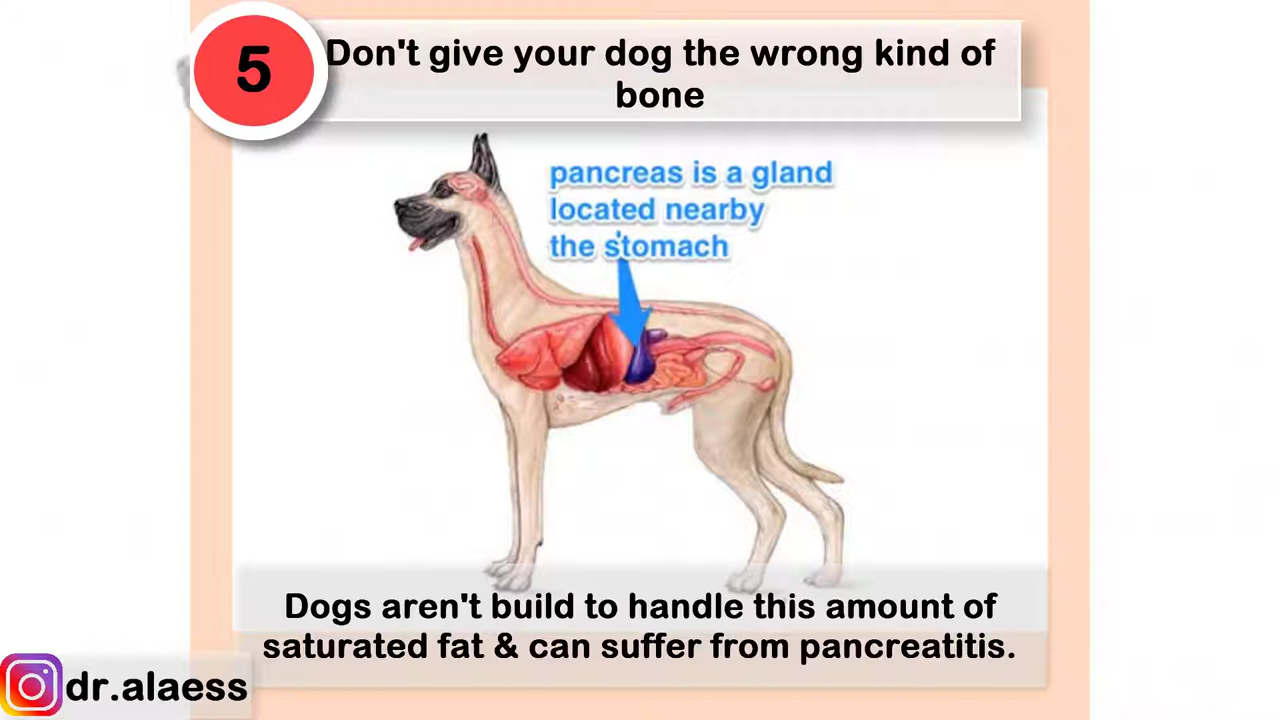 5
Don't give your dog the wrong kind of
bone
pancreas is a gland
located nearby
the stomach
Dogs aren't build to handle this amount of
saturated fat & can suffer from pancreatitis.
dr.alaess